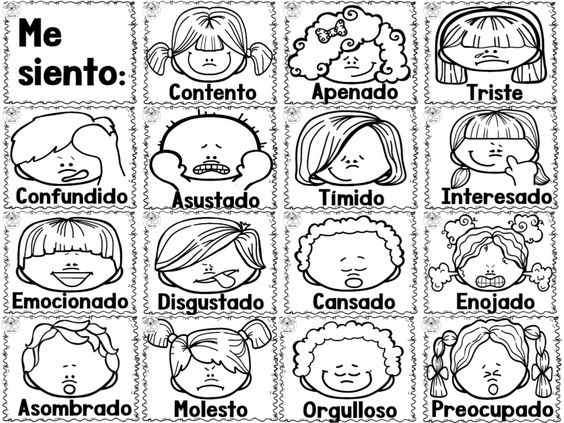 Me
siento:
Contento
Apenado
Triste
Confundido
Asustado
Tímido
Interesado
Emocionado
Disgustado
Cansado
Enojado
Asombrado
Molesto
Orgulloso
Preocupado